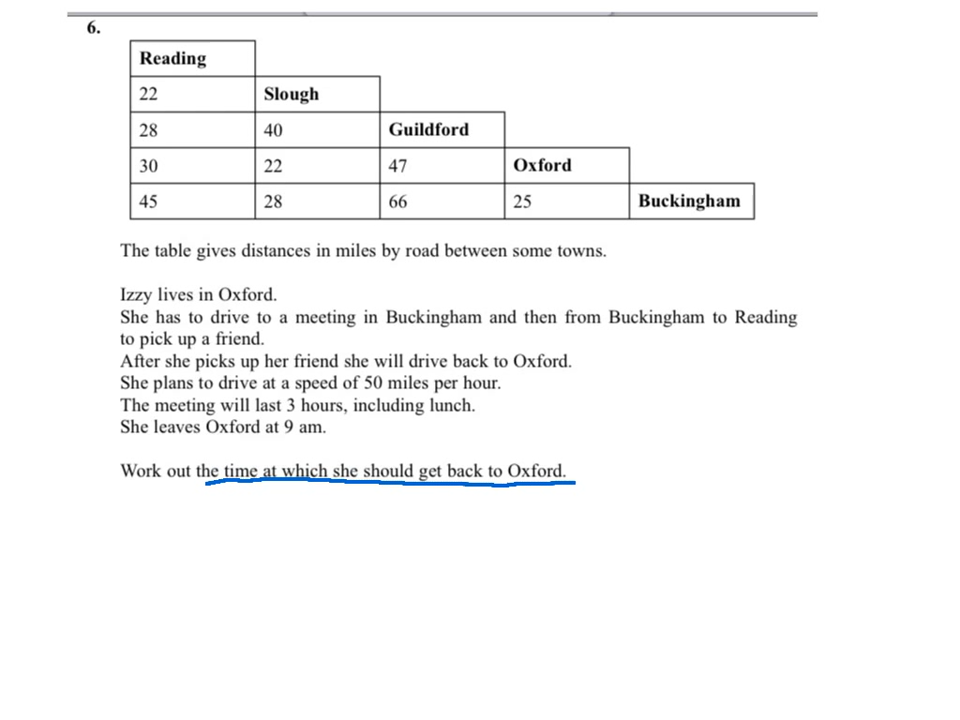 6.
Reading
22 Slough
28 40 Guildford
30 22 47 Oxford
45 28 66 25 Buckingham
The table gives distances in miles by road between some towns.
Izzy lives in Oxford.
She has to drive to a meeting in Buckingham and then from Buckingham to Reading
to pick up a friend.
After she picks up her friend she will drive back to Oxford.
She plans to drive at a speed of 50 miles per hour.
The meeting will last 3 hours, including lunch.
She leaves Oxford at 9 am.
Work out the time at which she should get back to Oxford.